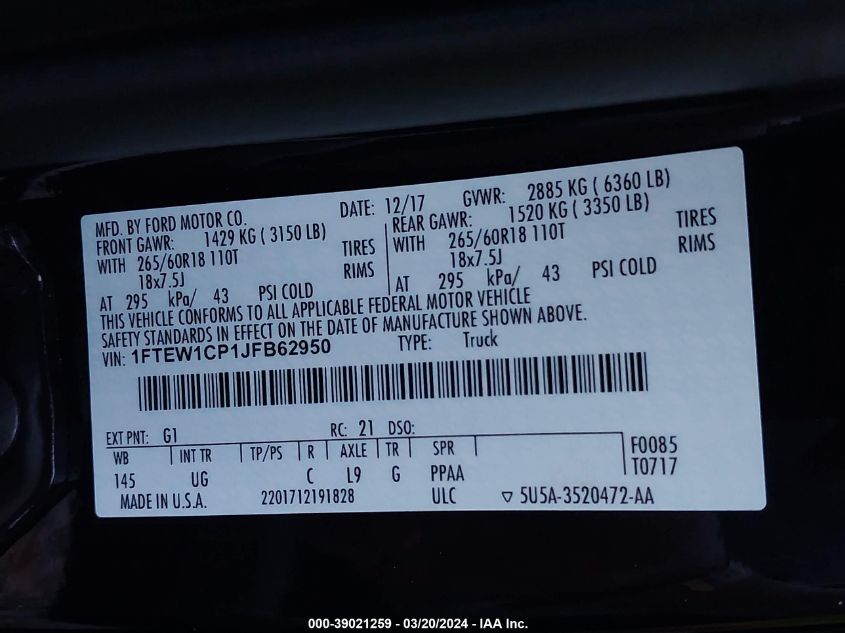 MFD. BY FORD MOTOR CO. DATE: 12/17 GVWR: 2885 KG ( 6360 LB)
FRONT GAWR: 1429 KG ( 3150 LB) REAR GAWR: 1520 KG ( 3350 LB)
WITH 265/60R18 110T TIRES WITH 265/60R18 110T TIRES
18x7.5J RIMS 18x7.5J RIMS
AT 295 kPa/ 43 PSI COLD AT 295 kPa/ 43 PSI COLD
THIS VEHICLE CONFORMS TO ALL APPLICABLE FEDERAL MOTOR VEHICLE
SAFETY STANDARDS IN EFFECT ON THE DATE OF MANUFACTURE SHOWN ABOVE.
VIN: 1FTEW1CP1JFB62950 TYPE: Truck
EXT PNT: G1 RC: 21 DSO:
WB INT TR TP/PS R AXLE TR SPR F0085
145 UG C L9 G PPAA T0717
MADE IN U.S.A. 2201712191828 ULC ▽ 5U5A-3520472-AA
000-39021259 - 03/20/2024 - IAA Inc.